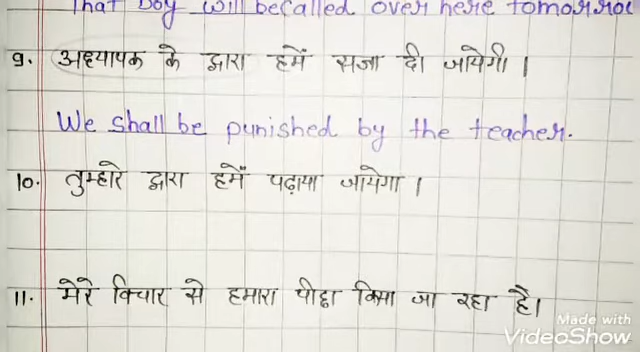 That boy will be called over here tomorrow
9. अध्यापक के द्वारा हमें सजा दी जायेगी।
We shall be punished by the teacher.
10. तुम्हारे द्वारा हमें पढ़ाया जायेगा।
11. मेरे विचार से हमारा पीछा किया जा रहा है।
Made with
VideoShow